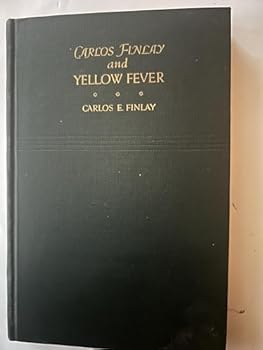 CARLOS FINLAY
and
YELLOW FEVER
CARLOS E. FINLAY